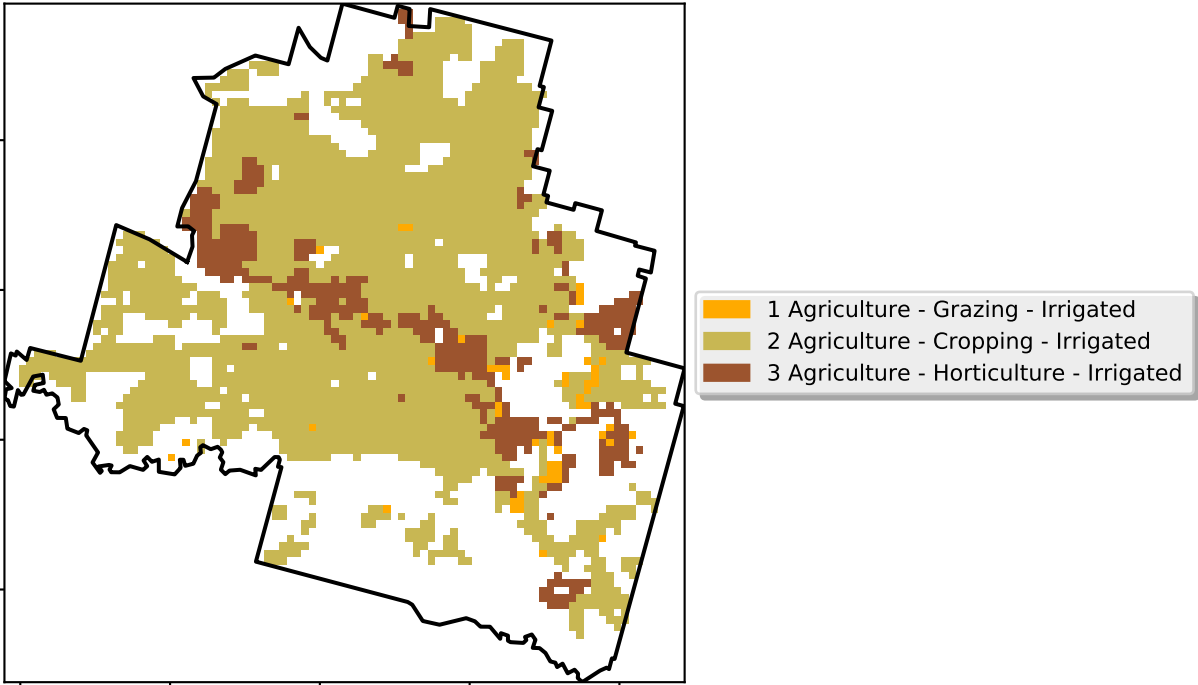 1 Agriculture - Grazing - Irrigated
2 Agriculture - Cropping - Irrigated
3 Agriculture - Horticulture - Irrigated